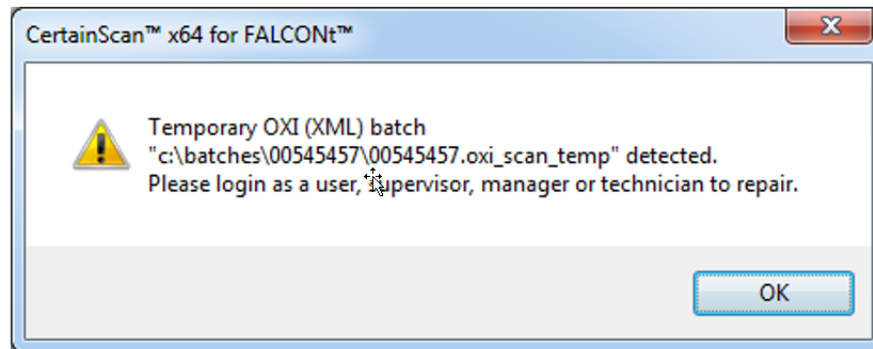 CertainScan™ x64 for FALCONt™
Temporary OXI (XML) batch
"c:\batches\00545457\00545457.oxi_scan_temp" detected.
Please login as a user, supervisor, manager or technician to repair.
OK